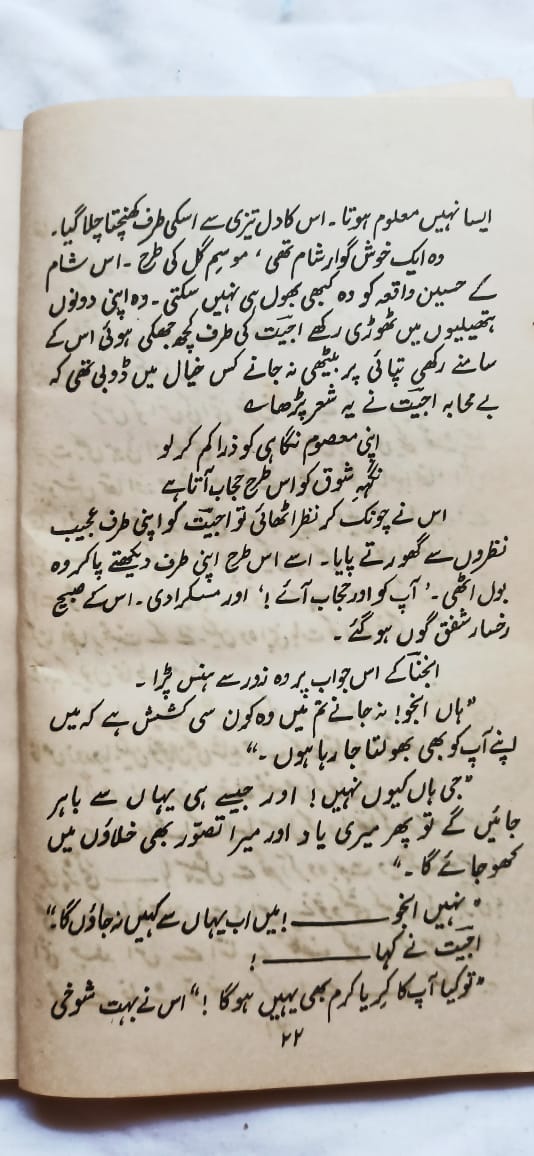 ایسا نہیں معلوم ہوتا۔ اس کا دل تیزی سے اسکی طرف کھنچتا چلا گیا۔
وہ ایک خوش گوار شام تھی، موسمِ گل کی طرح۔ اس شام
کے حسین واقعہ کو وہ کبھی بھول ہی نہیں سکتی۔ وہ اپنی دونوں
ہتھیلیوں میں ٹھوڑی رکھے اجیت کی طرف کچھ جھکی ہوئی اس کے
سامنے رکھی تپائی پر بیٹھی نہ جانے کس خیال میں ڈوبی تھی کہ
بے محابہ اجیت نے یہ شعر پڑھا ؎
اپنی معصوم نگاہی کو ذرا کم کر لو
نگہِ شوق کو اس طرح حجاب آتا ہے
اس نے چونک کر نظر اٹھائی تو اجیت کو اپنی طرف عجیب
نظروں سے گھورتے پایا۔ اسے اس طرح اپنی طرف دیکھتے پا کر وہ
بول اٹھی۔ ’آپ کو اور حجاب آئے!‘ اور مسکرا دی۔ اس کے صبیح
رخسار شفق گوں ہو گئے۔
انجنا کے اس جواب پر وہ زور سے ہنس پڑا۔
”ہاں انجو! نہ جانے تم میں وہ کون سی کشش ہے کہ میں
اپنے آپ کو بھی بھولتا جا رہا ہوں۔“
”جی ہاں کیوں نہیں! اور جیسے ہی یہاں سے باہر
جائیں گے تو پھر میری یاد اور میرا تصوّر بھی خلاؤں میں
کھو جائے گا۔“
”نہیں انجو ـــــــــ! میں اب یہاں سے کہیں نہ جاؤں گا۔“
اجیت نے کہا ـــــــــ!
”تو کیا آپ کا کِریا کرم بھی یہیں ہوگا!“ اس نے بہت شوخی
۲۲